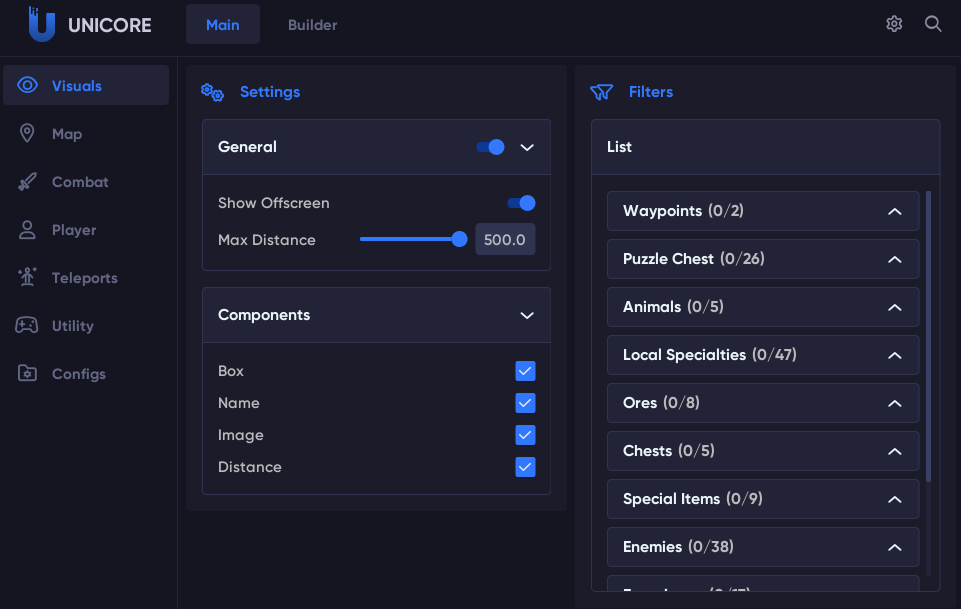 UNICORE
Main
Builder
Visuals
Map
Combat
Player
Teleports
Utility
Configs
Settings
General
Show Offscreen
Max Distance 500.0
Components
Box
Name
Image
Distance
Filters
List
Waypoints (0/2)
Puzzle Chest (0/26)
Animals (0/5)
Local Specialties (0/47)
Ores (0/8)
Chests (0/5)
Special Items (0/9)
Enemies (0/38)